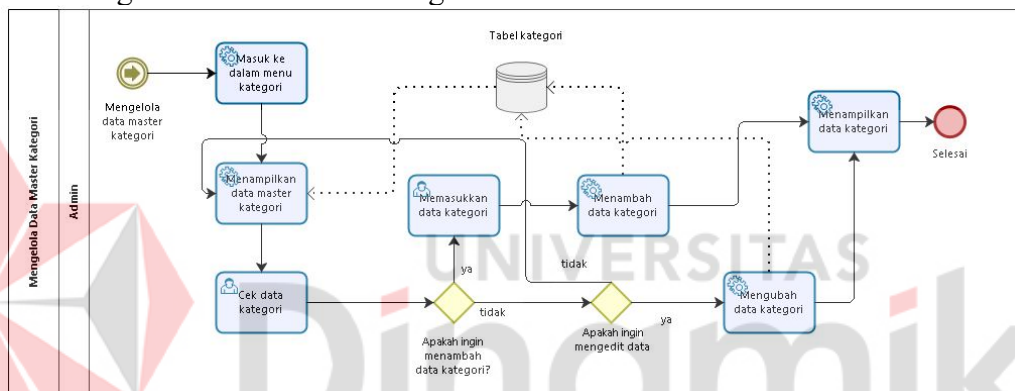 Mengelola Data Master Kategori
Admin
Mengelola
data master
kategori
Masuk ke
dalam menu
kategori
Menampilkan
data master
kategori
Cek data
kategori
Tabel kategori
Memasukkan
data kategori
Menambah
data kategori
Menampilkan
data kategori
Selesai
ya
tidak
Apakah ingin
menambah
data kategori?
tidak
Apakah ingin
mengedit data
ya
Mengubah
data kategori
UNIVERSITAS
Dinamik